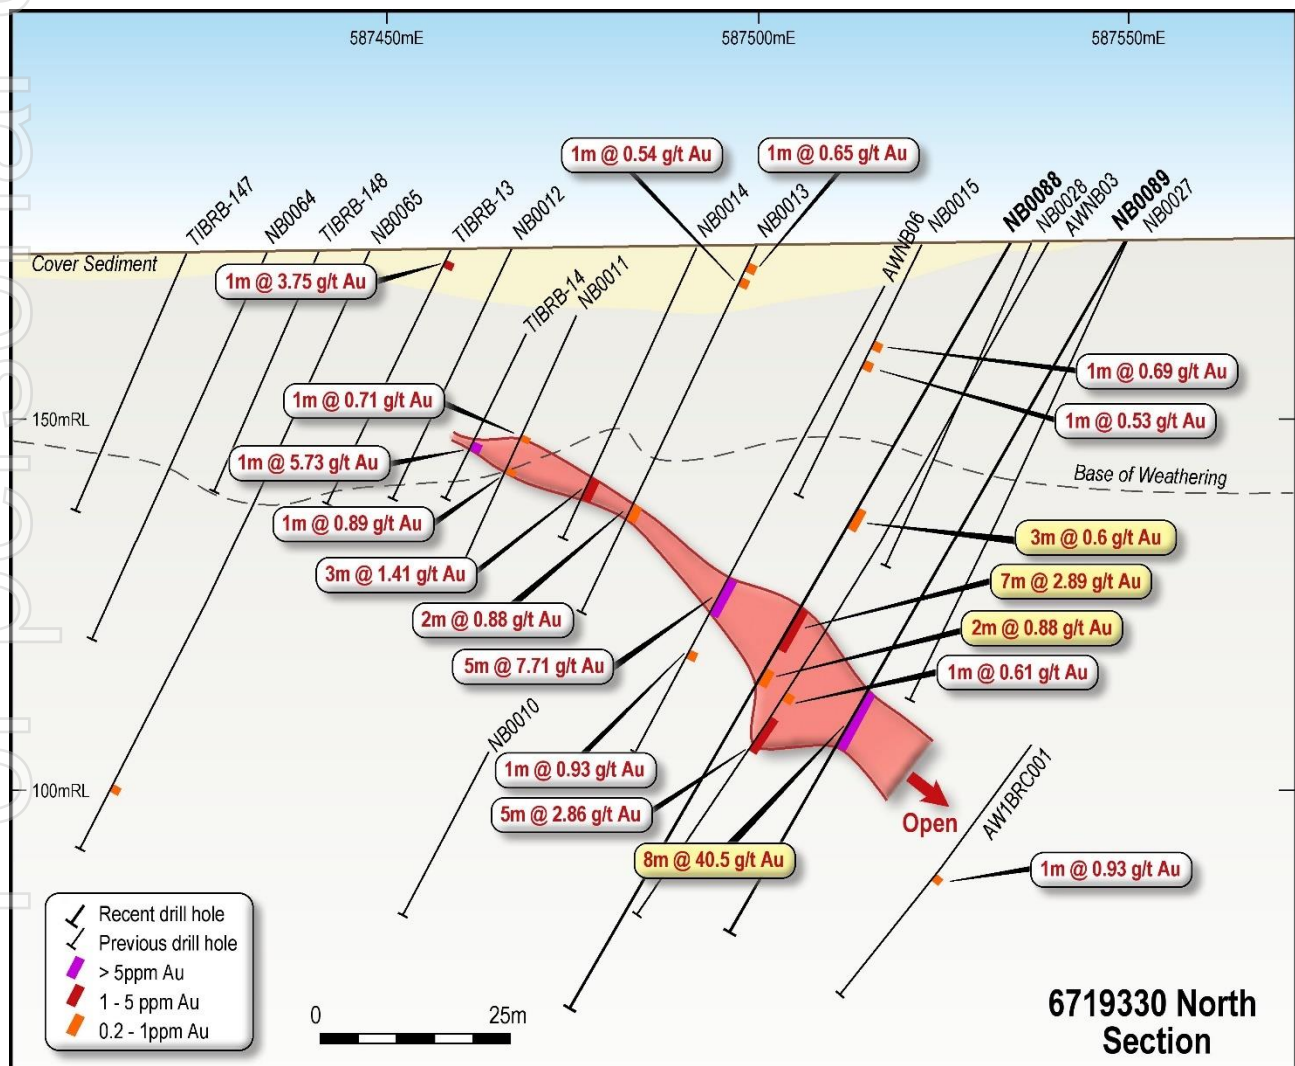 587450mE
587500mE
587550mE
1m @ 0.54 g/t Au
1m @ 0.65 g/t Au
TIBRB-147
NB0064
TIBRB-148
NB0065
TIBRB-13
NB0012
NB0014
NB0013
AWNB06
NB0015
NB0088
NB0028
AWNB03
NB0089
NB0027
Cover Sediment
1m @ 3.75 g/t Au
TIBRB-14
NB0011
1m @ 0.69 g/t Au
1m @ 0.71 g/t Au
150mRL
1m @ 0.53 g/t Au
1m @ 5.73 g/t Au
Base of Weathering
1m @ 0.89 g/t Au
3m @ 0.6 g/t Au
3m @ 1.41 g/t Au
7m @ 2.89 g/t Au
2m @ 0.88 g/t Au
2m @ 0.88 g/t Au
5m @ 7.71 g/t Au
1m @ 0.61 g/t Au
NB0010
1m @ 0.93 g/t Au
100mRL
5m @ 2.86 g/t Au
Open
AW1BRC001
8m @ 40.5 g/t Au
1m @ 0.93 g/t Au
Recent drill hole
Previous drill hole
> 5ppm Au
1 - 5 ppm Au
0.2 - 1ppm Au
0 25m
6719330 North
Section